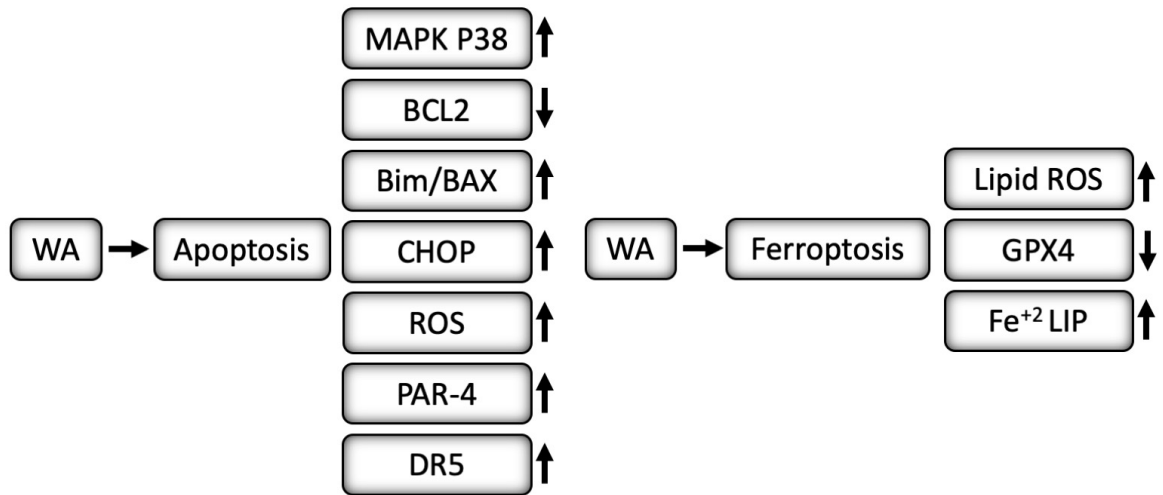 WA
Apoptosis
MAPK P38
BCL2
Bim/BAX
CHOP
ROS
PAR-4
DR5
WA
Ferroptosis
Lipid ROS
GPX4
Fe⁺² LIP